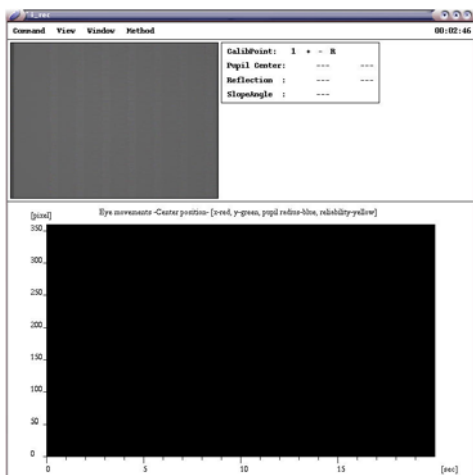 Command View Window Method 00:02:46
CalibPoint: 1 + - R
Pupil Center: --- ---
Reflection : --- ---
SlopeAngle : ---
Eye movements -Center position- [x-red, y-green, pupil radius-blue, reliability-yellow]
[pixel]
350
300
250
200
150
100
50
0
0 5 10 15 [sec]